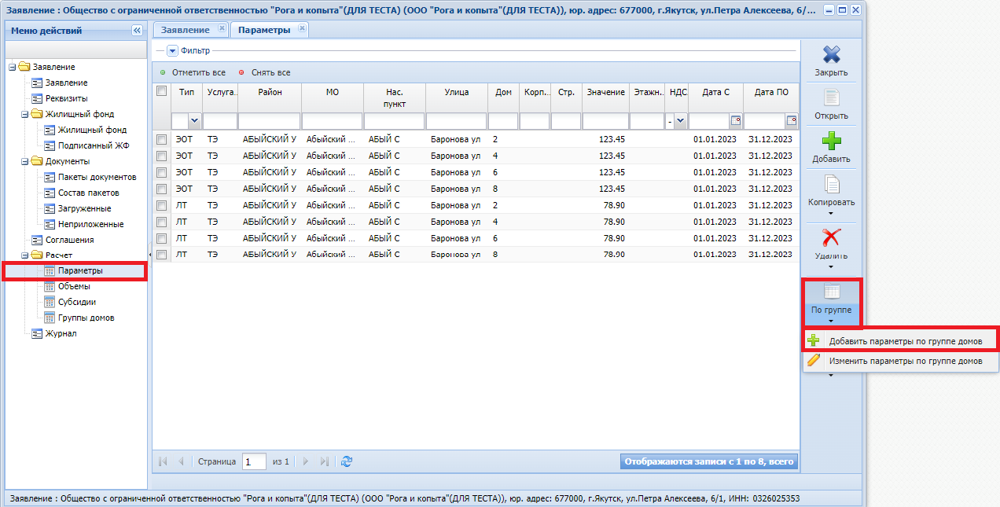 Заявление : Общество с ограниченной ответственностью "Рога и копыта"(ДЛЯ ТЕСТА) (ООО "Рога и копыта"(ДЛЯ ТЕСТА)), юр. адрес: 677000, г.Якутск, ул.Петра Алексеева, 6/...
Меню действий
Заявление
Заявление
Реквизиты
Жилищный фонд
Жилищный фонд
Подписанный ЖФ
Документы
Пакеты документов
Состав пакетов
Загруженные
Неприложенные
Соглашения
Расчет
Параметры
Объемы
Субсидии
Группы домов
Журнал
Заявление Параметры
Фильтр
Отметить все Снять все
Тип Услуга.. Район МО Нас. пункт Улица Дом Корп.. Стр. Значение Этажн.. НДС Дата С Дата ПО
-
ЭОТ ТЭ АБЫЙСКИЙ У Абыйский ... АБЫЙ С Баронова ул 2 123.45 01.01.2023 31.12.2023
ЭОТ ТЭ АБЫЙСКИЙ У Абыйский ... АБЫЙ С Баронова ул 4 123.45 01.01.2023 31.12.2023
ЭОТ ТЭ АБЫЙСКИЙ У Абыйский ... АБЫЙ С Баронова ул 6 123.45 01.01.2023 31.12.2023
ЭОТ ТЭ АБЫЙСКИЙ У Абыйский ... АБЫЙ С Баронова ул 8 123.45 01.01.2023 31.12.2023
ЛТ ТЭ АБЫЙСКИЙ У Абыйский ... АБЫЙ С Баронова ул 2 78.90 01.01.2023 31.12.2023
ЛТ ТЭ АБЫЙСКИЙ У Абыйский ... АБЫЙ С Баронова ул 4 78.90 01.01.2023 31.12.2023
ЛТ ТЭ АБЫЙСКИЙ У Абыйский ... АБЫЙ С Баронова ул 6 78.90 01.01.2023 31.12.2023
ЛТ ТЭ АБЫЙСКИЙ У Абыйский ... АБЫЙ С Баронова ул 8 78.90 01.01.2023 31.12.2023
Страница 1 из 1
Отображаются записи с 1 по 8, всего
Закрыть
Открыть
Добавить
Копировать
Удалить
По группе
Добавить параметры по группе домов
Изменить параметры по группе домов
Заявление : Общество с ограниченной ответственностью "Рога и копыта"(ДЛЯ ТЕСТА) (ООО "Рога и копыта"(ДЛЯ ТЕСТА)), юр. адрес: 677000, г.Якутск, ул.Петра Алексеева, 6/1, ИНН: 0326025353